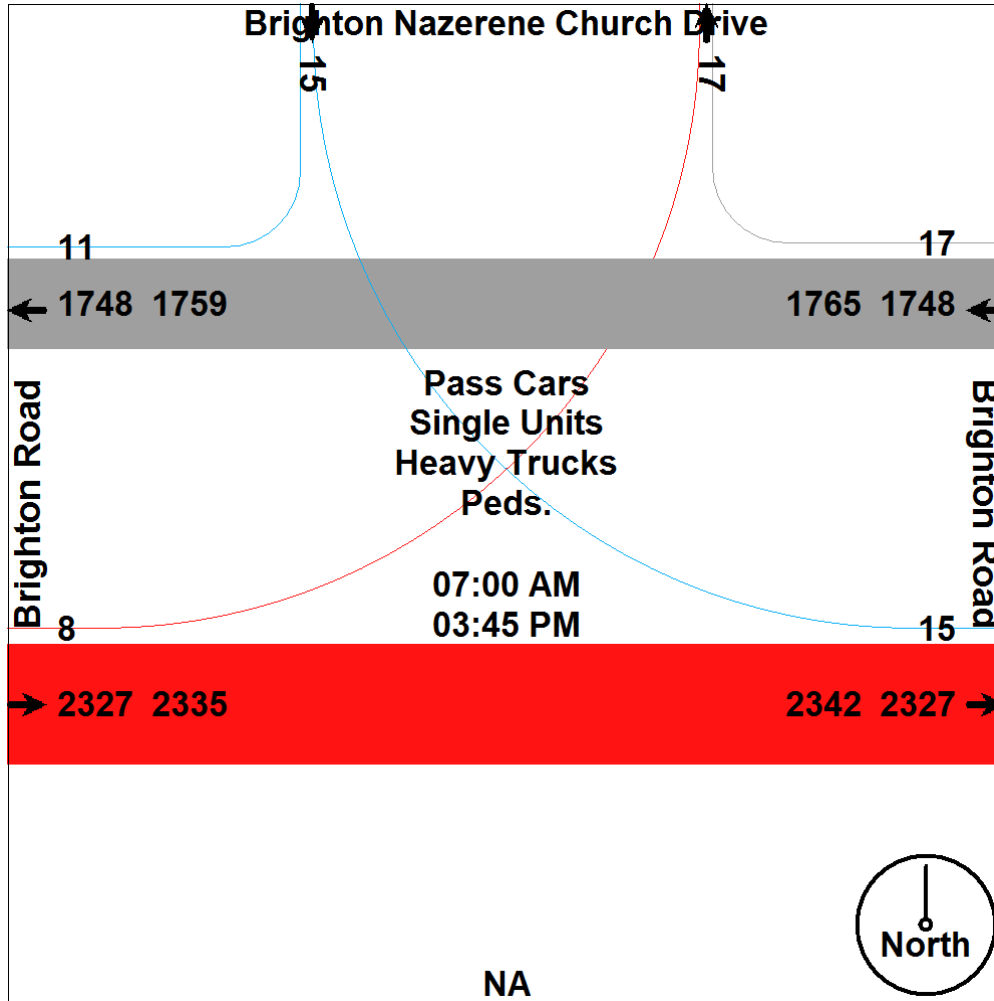 Brighton Nazerene Church Drive
15
17
11
17
1748 1759
1765 1748
Pass Cars
Single Units
Heavy Trucks
Peds.
Brighton Road
Brighton Road
07:00 AM
03:45 PM
8
15
2327 2335
2342 2327
North
NA